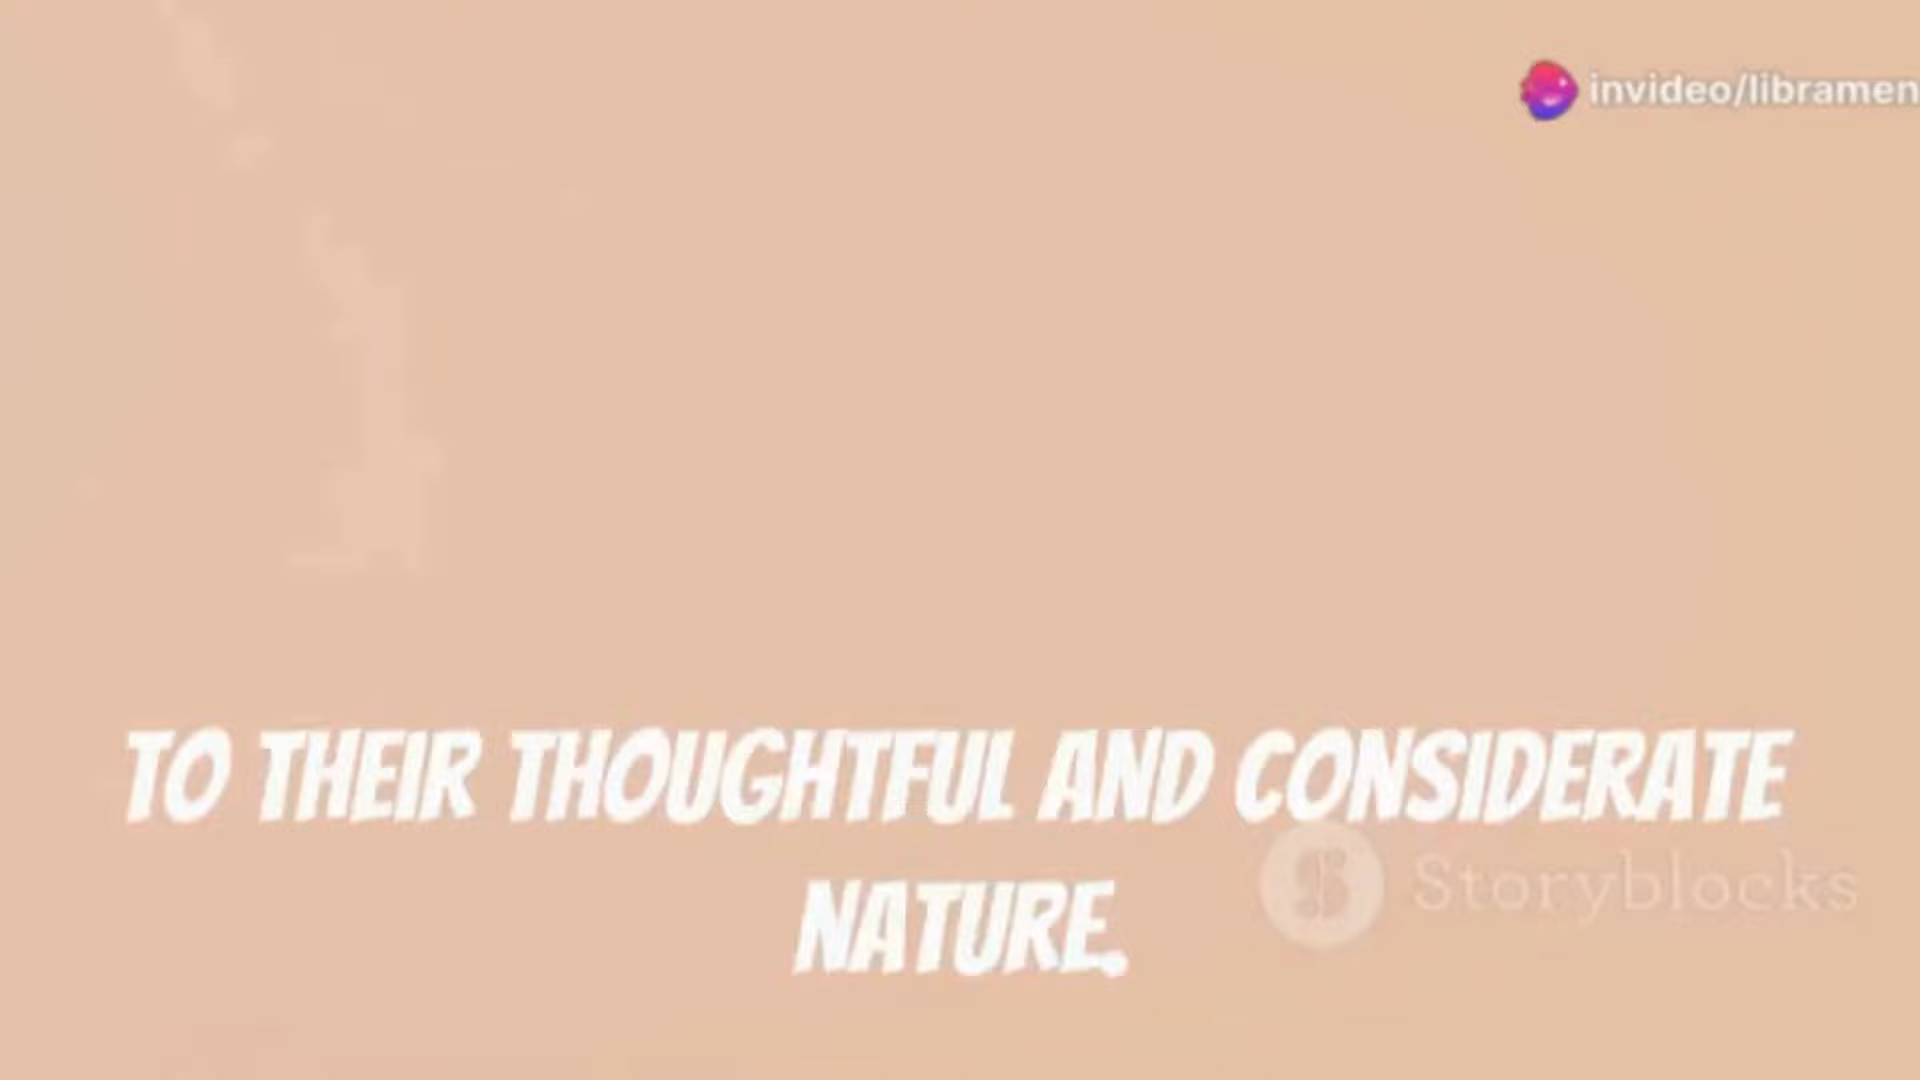 invideo/libramen
TO THEIR THOUGHTFUL AND CONSIDERATE
NATURE.
Storyblocks